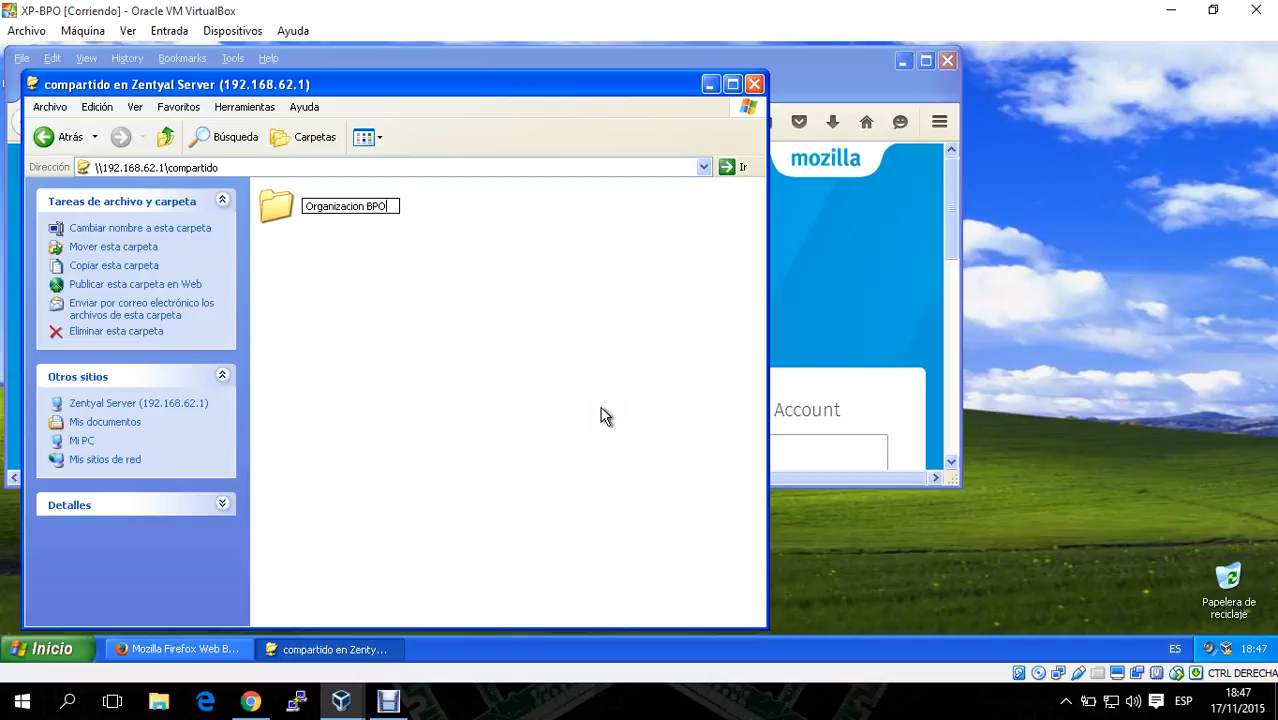 XP-BPO [Corriendo] - Oracle VM VirtualBox
Archivo Máquina Ver Entrada Dispositivos Ayuda
File Edit View History Bookmarks Tools Help
compartido en Zentyal Server (192.168.62.1)
Archivo Edición Ver Favoritos Herramientas Ayuda
Atrás Búsqueda Carpetas
Dirección \\192.168.62.1\compartido Ir
mozilla
Tareas de archivo y carpeta
Organizacion BPO
Cambiar nombre a esta carpeta
Mover esta carpeta
Copiar esta carpeta
Publicar esta carpeta en Web
Enviar por correo electrónico los
archivos de esta carpeta
Eliminar esta carpeta
Otros sitios
Zentyal Server (192.168.62.1)
Mis documentos
Mi PC
Mis sitios de red
Account
Detalles
Papelera de
reciclaje
Inicio Mozilla Firefox Web B... compartido en Zenty... ES 18:47
CTRL DERECHA
ESP 18:47
17/11/2015